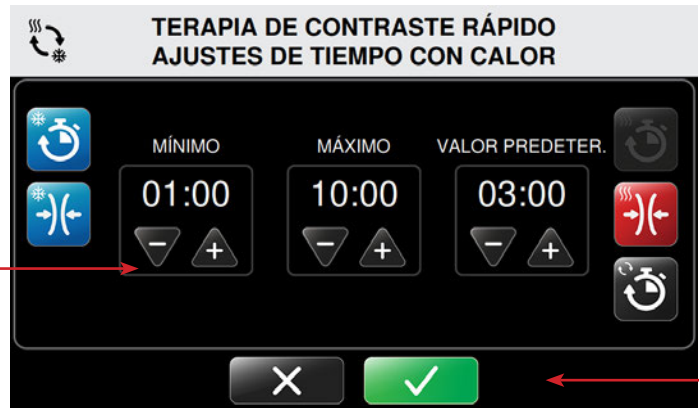 TERAPIA DE CONTRASTE RÁPIDO
AJUSTES DE TIEMPO CON CALOR
MÍNIMO MÁXIMO VALOR PREDETER.
01:00 10:00 03:00
− + − + − +